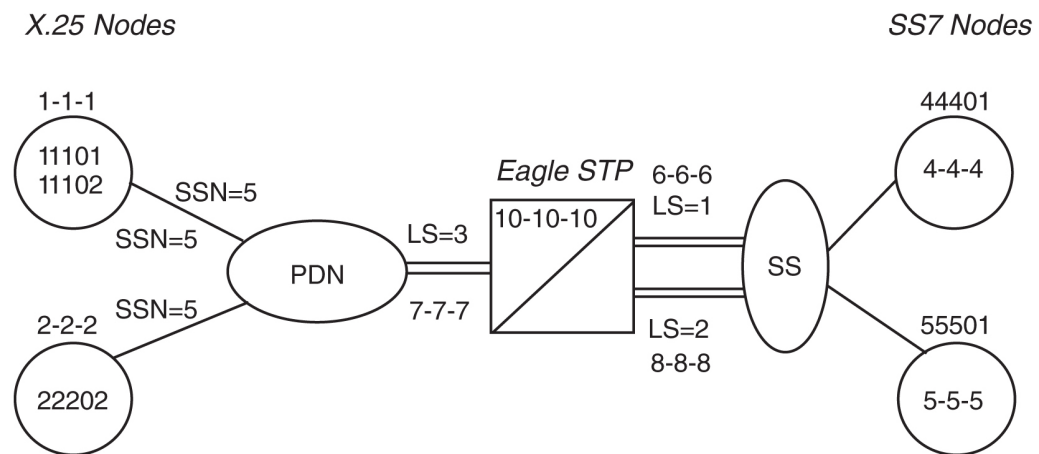 X.25 Nodes
SS7 Nodes
1-1-1
11101
11102
SSN=5
SSN=5
SSN=5
2-2-2
22202
PDN
LS=3
7-7-7
Eagle STP
10-10-10
6-6-6
LS=1
LS=2
8-8-8
SS
44401
4-4-4
55501
5-5-5